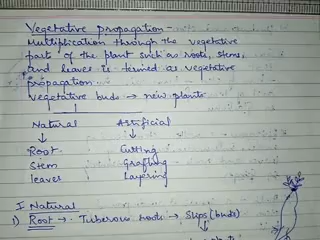 Vegetative propagation-
Multiplication through the vegetative
part of the plant such as roots, stems,
and leaves is termed as vegetative
propogation.
Vegetative buds → new plants
Natural Artificial
Root Cutting
Stem Grafting
leaves Layering
I Natural
1) Root → Tuberous roots → Slips (buds)